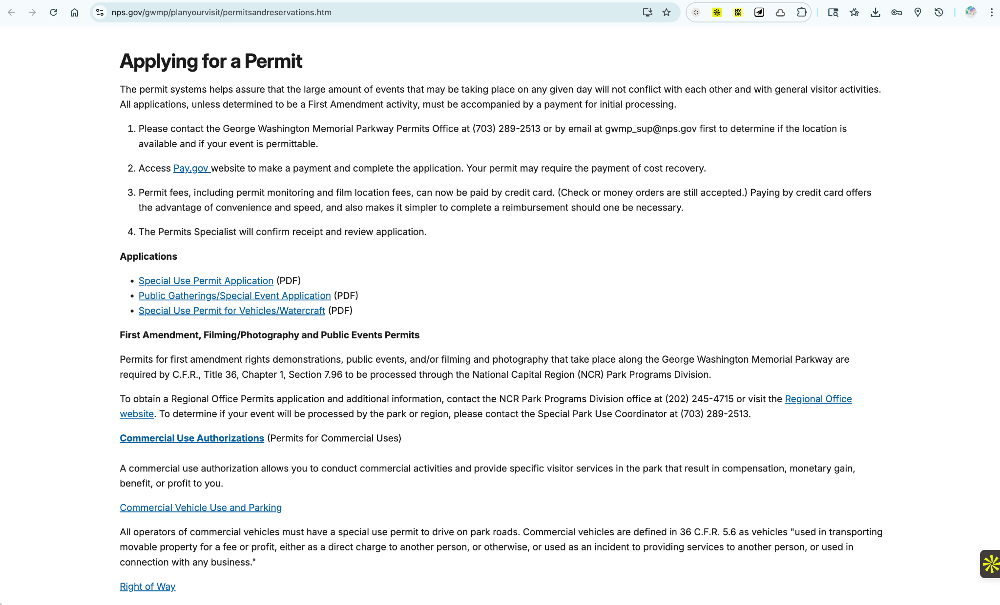 nps.gov/gwmp/planyourvisit/permitsandreservations.htm
HY
BK
Applying for a Permit
The permit systems helps assure that the large amount of events that may be taking place on any given day will not conflict with each other and with general visitor activities.
All applications, unless determined to be a First Amendment activity, must be accompanied by a payment for initial processing.
1. Please contact the George Washington Memorial Parkway Permits Office at (703) 289-2513 or by email at gwmp_sup@nps.gov first to determine if the location is
available and if your event is permittable.
2. Access Pay.gov website to make a payment and complete the application. Your permit may require the payment of cost recovery.
3. Permit fees, including permit monitoring and film location fees, can now be paid by credit card. (Check or money orders are still accepted.) Paying by credit card offers
the advantage of convenience and speed, and also makes it simpler to complete a reimbursement should one be necessary.
4. The Permits Specialist will confirm receipt and review application.
Applications
• Special Use Permit Application (PDF)
• Public Gatherings/Special Event Application (PDF)
• Special Use Permit for Vehicles/Watercraft (PDF)
First Amendment, Filming/Photography and Public Events Permits
Permits for first amendment rights demonstrations, public events, and/or filming and photography that take place along the George Washington Memorial Parkway are
required by C.F.R., Title 36, Chapter 1, Section 7.96 to be processed through the National Capital Region (NCR) Park Programs Division.
To obtain a Regional Office Permits application and additional information, contact the NCR Park Programs Division office at (202) 245-4715 or visit the Regional Office
website. To determine if your event will be processed by the park or region, please contact the Special Park Use Coordinator at (703) 289-2513.
Commercial Use Authorizations (Permits for Commercial Uses)
A commercial use authorization allows you to conduct commercial activities and provide specific visitor services in the park that result in compensation, monetary gain,
benefit, or profit to you.
Commercial Vehicle Use and Parking
All operators of commercial vehicles must have a special use permit to drive on park roads. Commercial vehicles are defined in 36 C.F.R. 5.6 as vehicles "used in transporting
movable property for a fee or profit, either as a direct charge to another person, or otherwise, or used as an incident to providing services to another person, or used in
connection with any business."
Right of Way